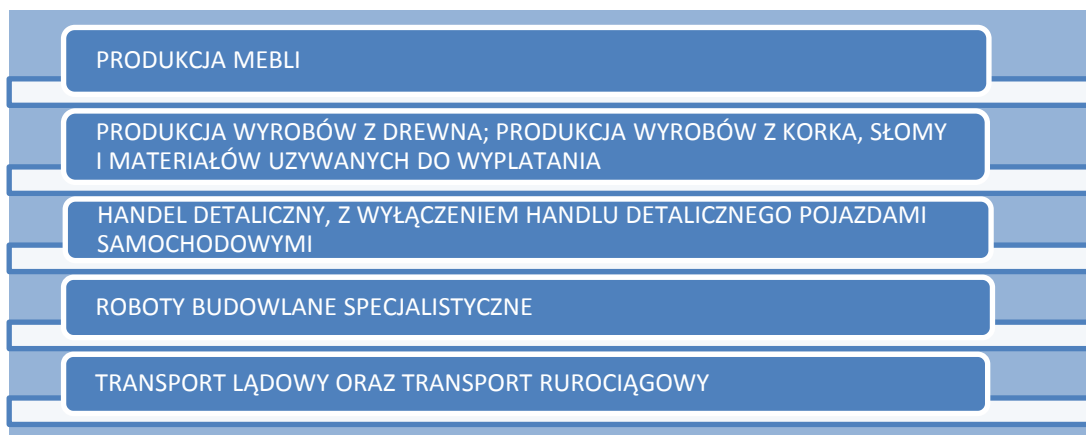 PRODUKCJA MEBLI
PRODUKCJA WYROBÓW Z DREWNA; PRODUKCJA WYROBÓW Z KORKA, SŁOMY
I MATERIAŁÓW UZYWANYCH DO WYPLATANIA
HANDEL DETALICZNY, Z WYŁĄCZENIEM HANDLU DETALICZNEGO POJAZDAMI
SAMOCHODOWYMI
ROBOTY BUDOWLANE SPECJALISTYCZNE
TRANSPORT LĄDOWY ORAZ TRANSPORT RUROCIĄGOWY